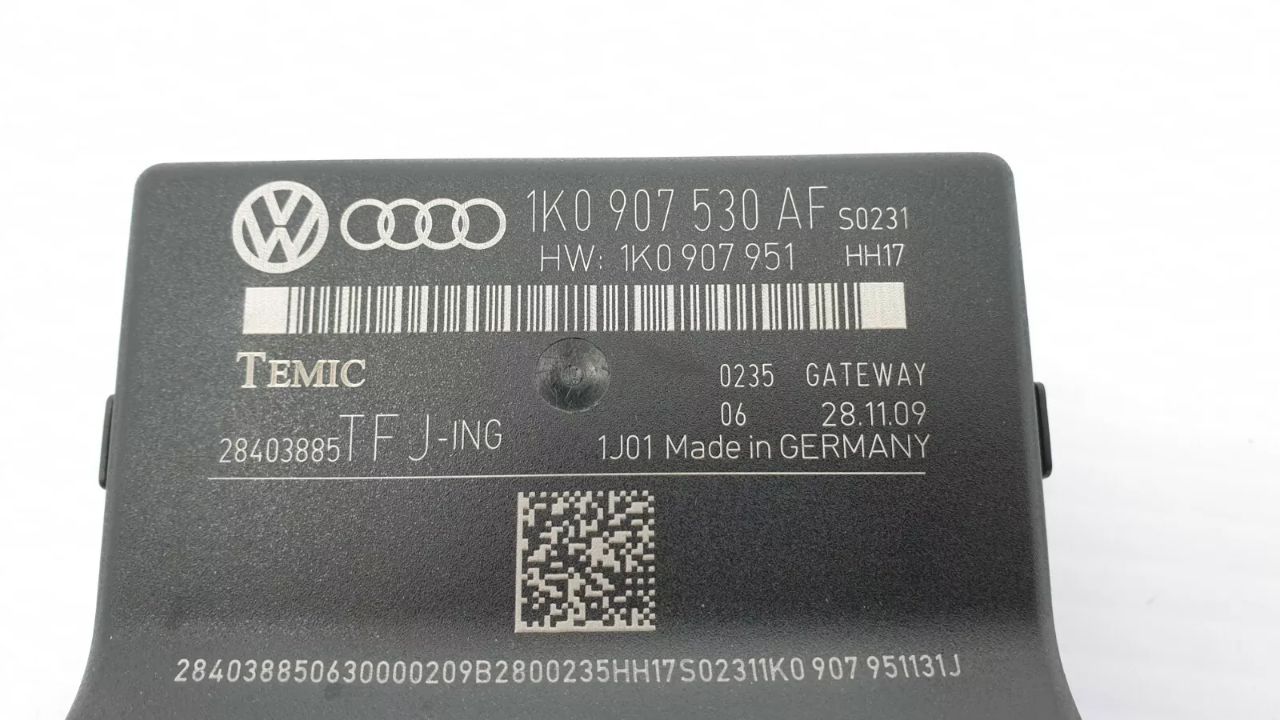 1K0 907 530 AF S0231
HW: 1K0 907 951 HH17
TEMIC
0235 GATEWAY
06 28.11.09
28403885TFJ-ING 1J01 Made in GERMANY
284038850630000209B2800235HH17S02311K0 907 951131J